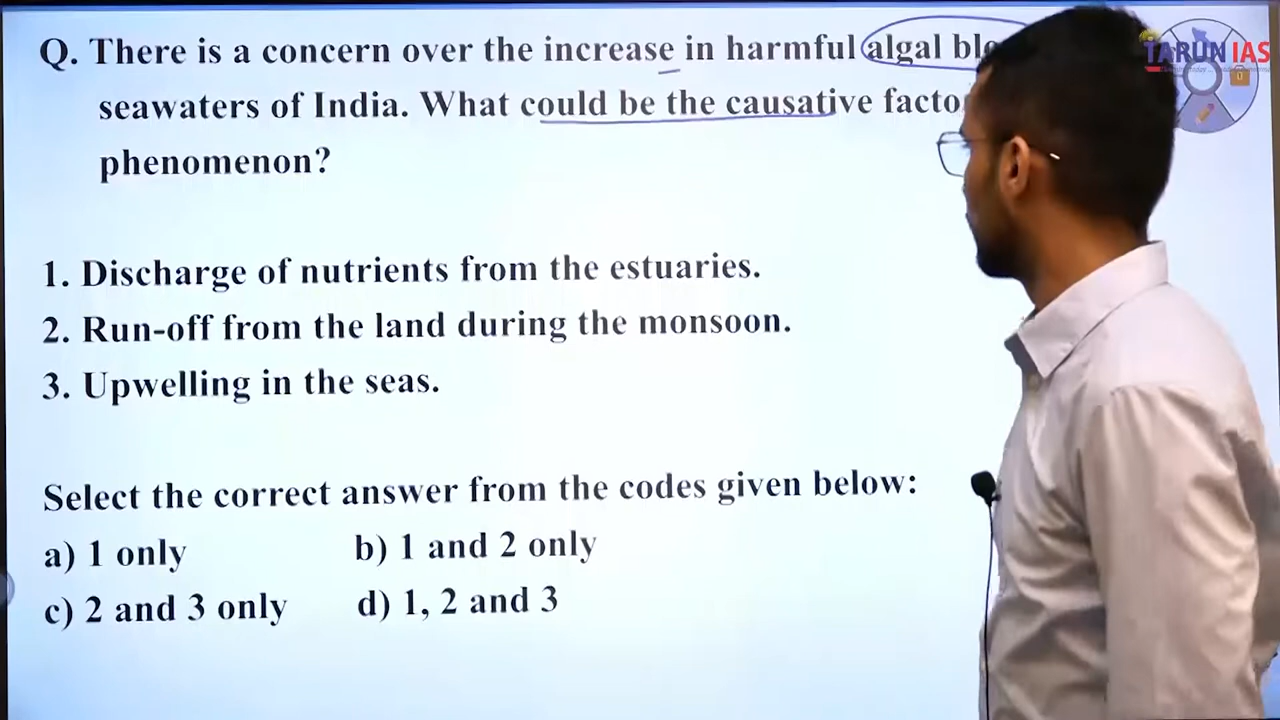 Q. There is a concern over the increase in harmful algal
seawaters of India. What could be the causative
phenomenon?
1. Discharge of nutrients from the estuaries.
2. Run-off from the land during the monsoon.
3. Upwelling in the seas.
Select the correct answer from the codes given below:
a) 1 only b) 1 and 2 only
c) 2 and 3 only d) 1, 2 and 3
TARUN IAS